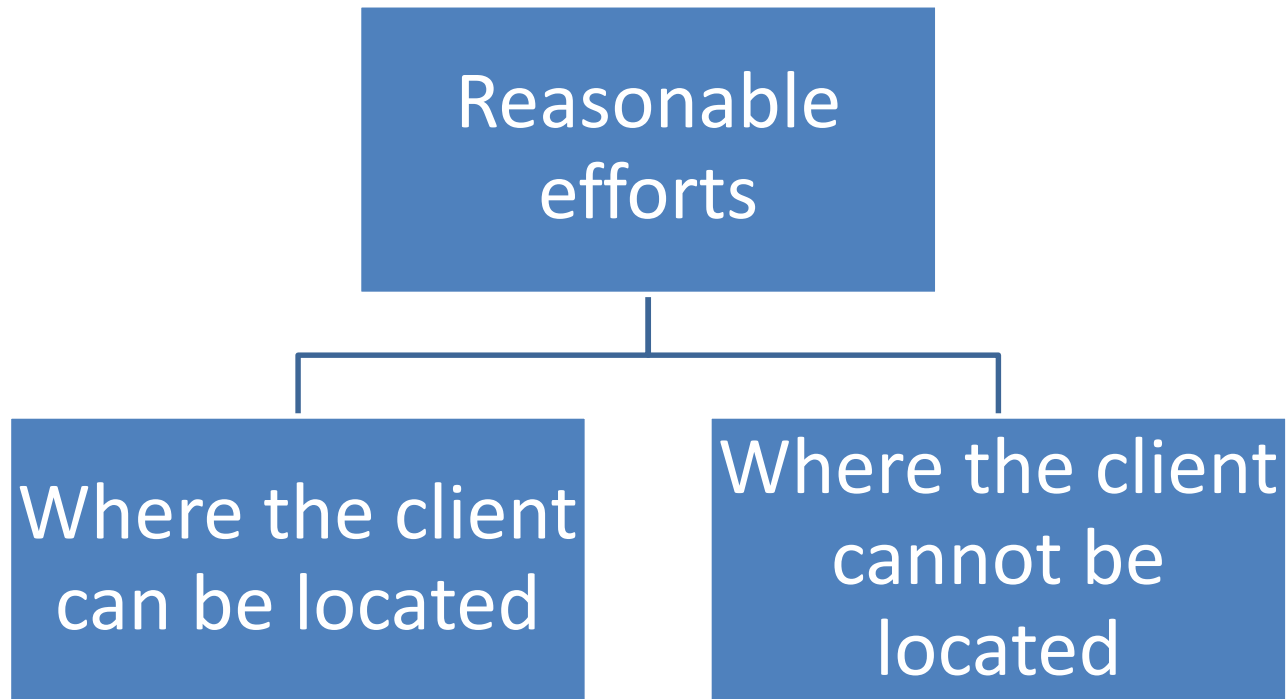 Reasonable
efforts
Where the client
can be located
Where the client
cannot be
located